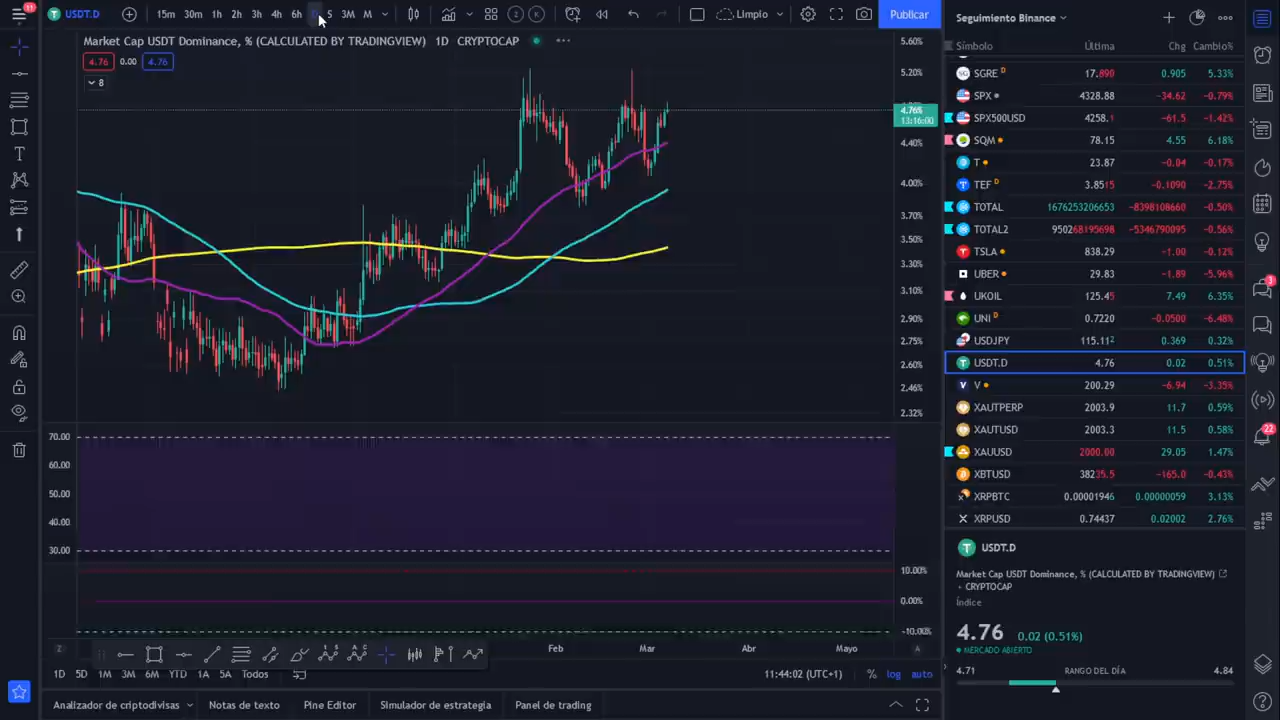 11
USDT.D
15m 30m 1h 2h 3h 4h 6h D S 3M M
Limpio
Publicar
Market Cap USDT Dominance, % (CALCULATED BY TRADINGVIEW) 1D CRYPTOCAP
4.76 0.00 4.76
8
5.60%
5.20%
4.76%
13:16:00
4.40%
4.00%
3.70%
3.50%
3.30%
3.10%
2.90%
2.75%
2.60%
2.46%
2.32%
70.00
60.00
50.00
40.00
30.00
10.00%
0.00%
-10.00%
Z
Feb Mar Abr Mayo
A
1D 5D 1M 3M 6M YTD 1A 5A Todos
11:44:02 (UTC+1) % log auto
Analizador de criptodivisas Notas de texto Pine Editor Simulador de estrategia Panel de trading
Seguimiento Binance
Símbolo Última Chg Cambio%
SGRE D 17.890 0.905 5.33%
SPX 4328.88 -34.62 -0.79%
SPX500USD 4258.1 -61.5 -1.42%
SQM 78.15 4.55 6.18%
T 23.87 -0.04 -0.17%
TEF D 3.8515 -0.1090 -2.75%
TOTAL 1676253206653 -8398108660 -0.50%
TOTAL2 950268195698 -5346790095 -0.56%
TSLA 838.29 -1.00 -0.12%
UBER 29.83 -1.89 -5.96%
UKOIL 125.45 7.49 6.35%
UNI D 0.7220 -0.0500 -6.48%
USDJPY 115.112 0.369 0.32%
USDT.D 4.76 0.02 0.51%
V 200.29 -6.94 -3.35%
XAUTPERP 2003.9 11.7 0.59%
XAUTUSD 2003.3 11.5 0.58%
XAUUSD 2000.00 29.05 1.47%
XBTUSD 38235.5 -165.0 -0.43%
XRPBTC 0.00001946 0.00000059 3.13%
XRPUSD 0.74437 0.02002 2.76%
USDT.D
Market Cap USDT Dominance, % (CALCULATED BY TRADINGVIEW)
CRYPTOCAP
Índice
4.76 0.02 (0.51%)
MERCADO ABIERTO
4.71 RANGO DEL DÍA 4.84
3
22